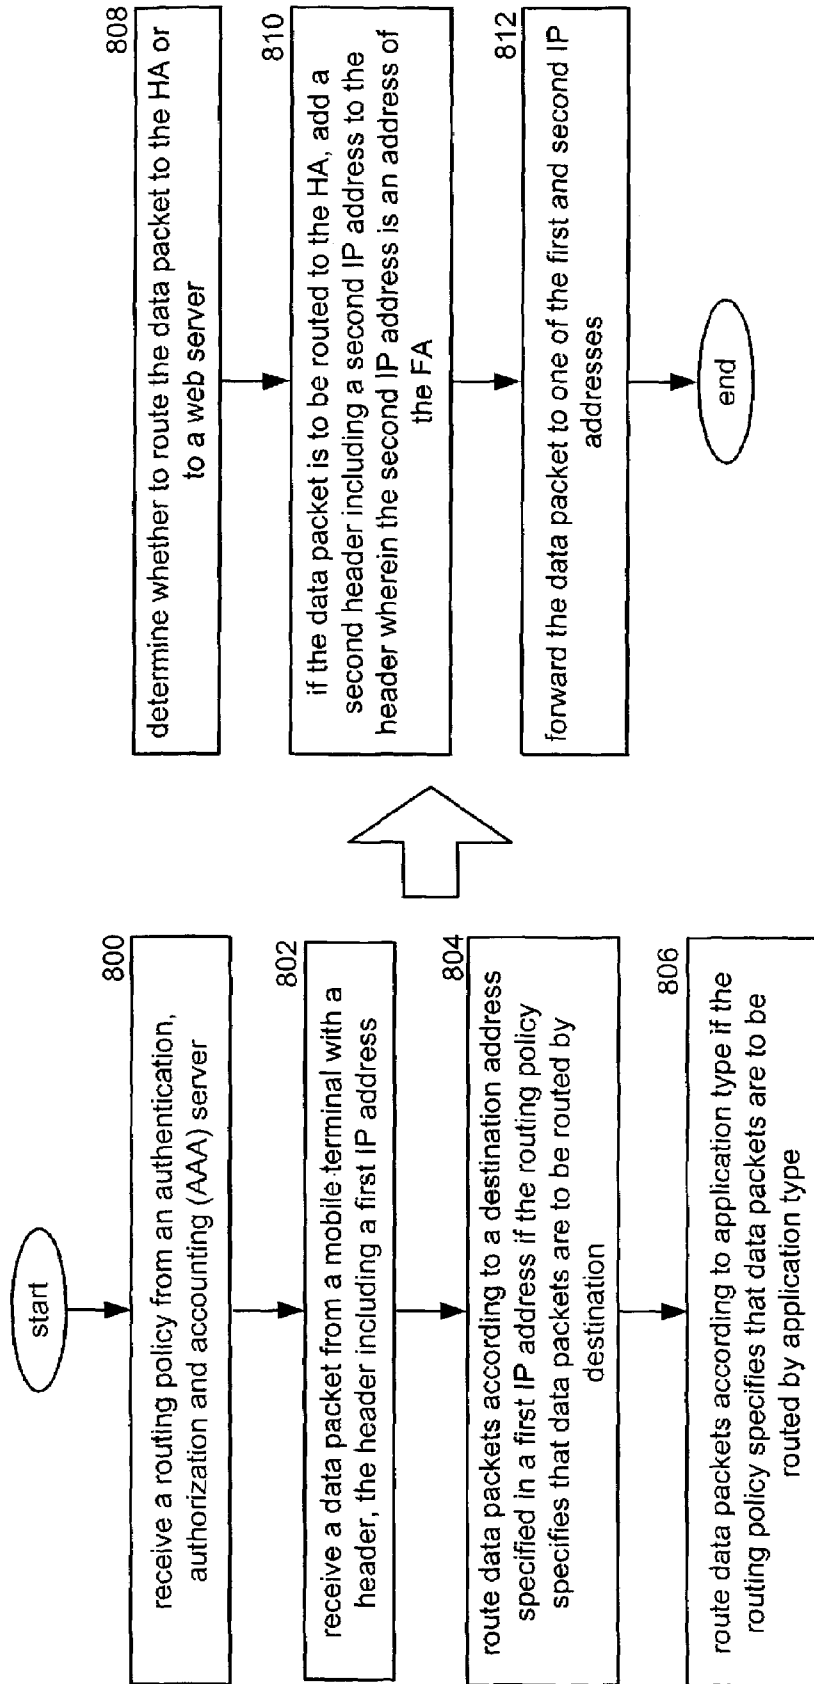 start
800
receive a routing policy from an authentication,
authorization and accounting (AAA) server
802
receive a data packet from a mobile terminal with a
header, the header including a first IP address
804
route data packets according to a destination address
specified in a first IP address if the routing policy
specifies that data packets are to be routed by
destination
806
route data packets according to application type if the
routing policy specifies that data packets are to be
routed by application type
808
determine whether to route the data packet to the HA or
to a web server
810
if the data packet is to be routed to the HA, add a
second header including a second IP address to the
header wherein the second IP address is an address of
the FA
812
forward the data packet to one of the first and second IP
addresses
end